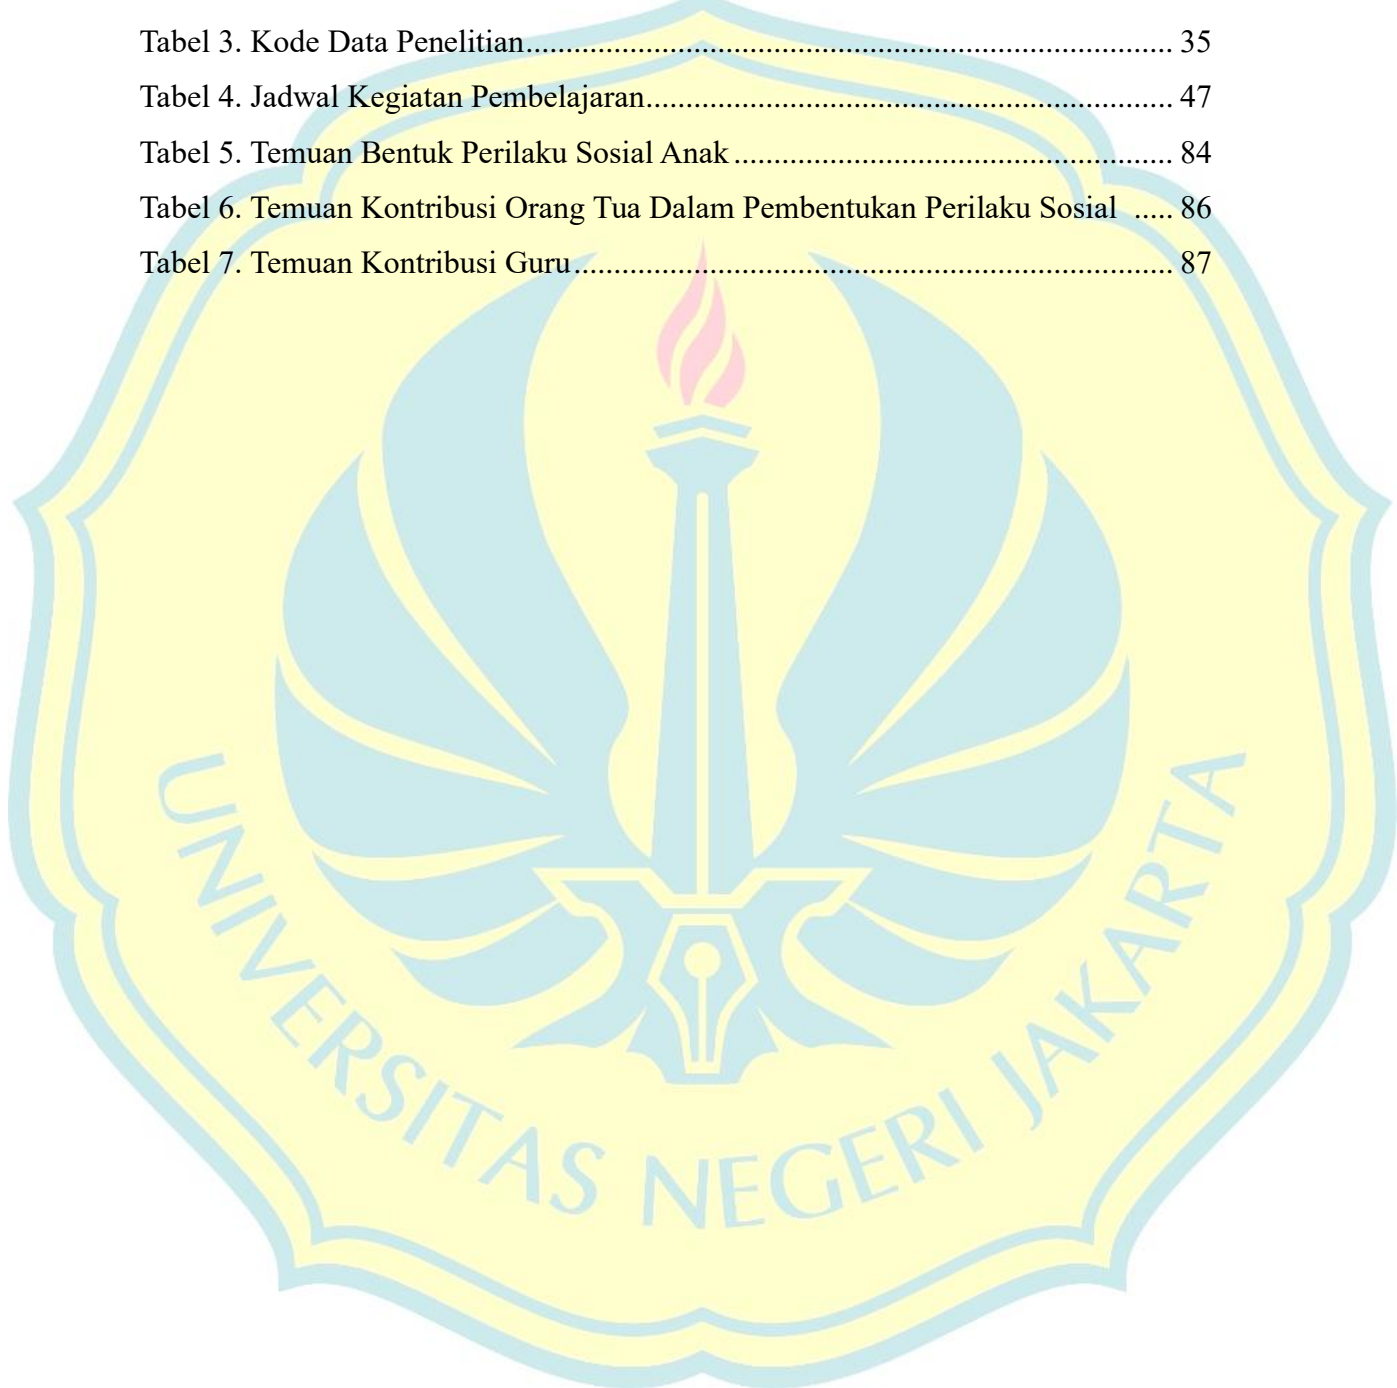 Tabel 3. Kode Data Penelitian................................................................................. 35
Tabel 4. Jadwal Kegiatan Pembelajaran.................................................................. 47
Tabel 5. Temuan Bentuk Perilaku Sosial Anak....................................................... 84
Tabel 6. Temuan Kontribusi Orang Tua Dalam Pembentukan Perilaku Sosial ..... 86
Tabel 7. Temuan Kontribusi Guru........................................................................... 87
UNIVERSITAS NEGERI JAKARTA